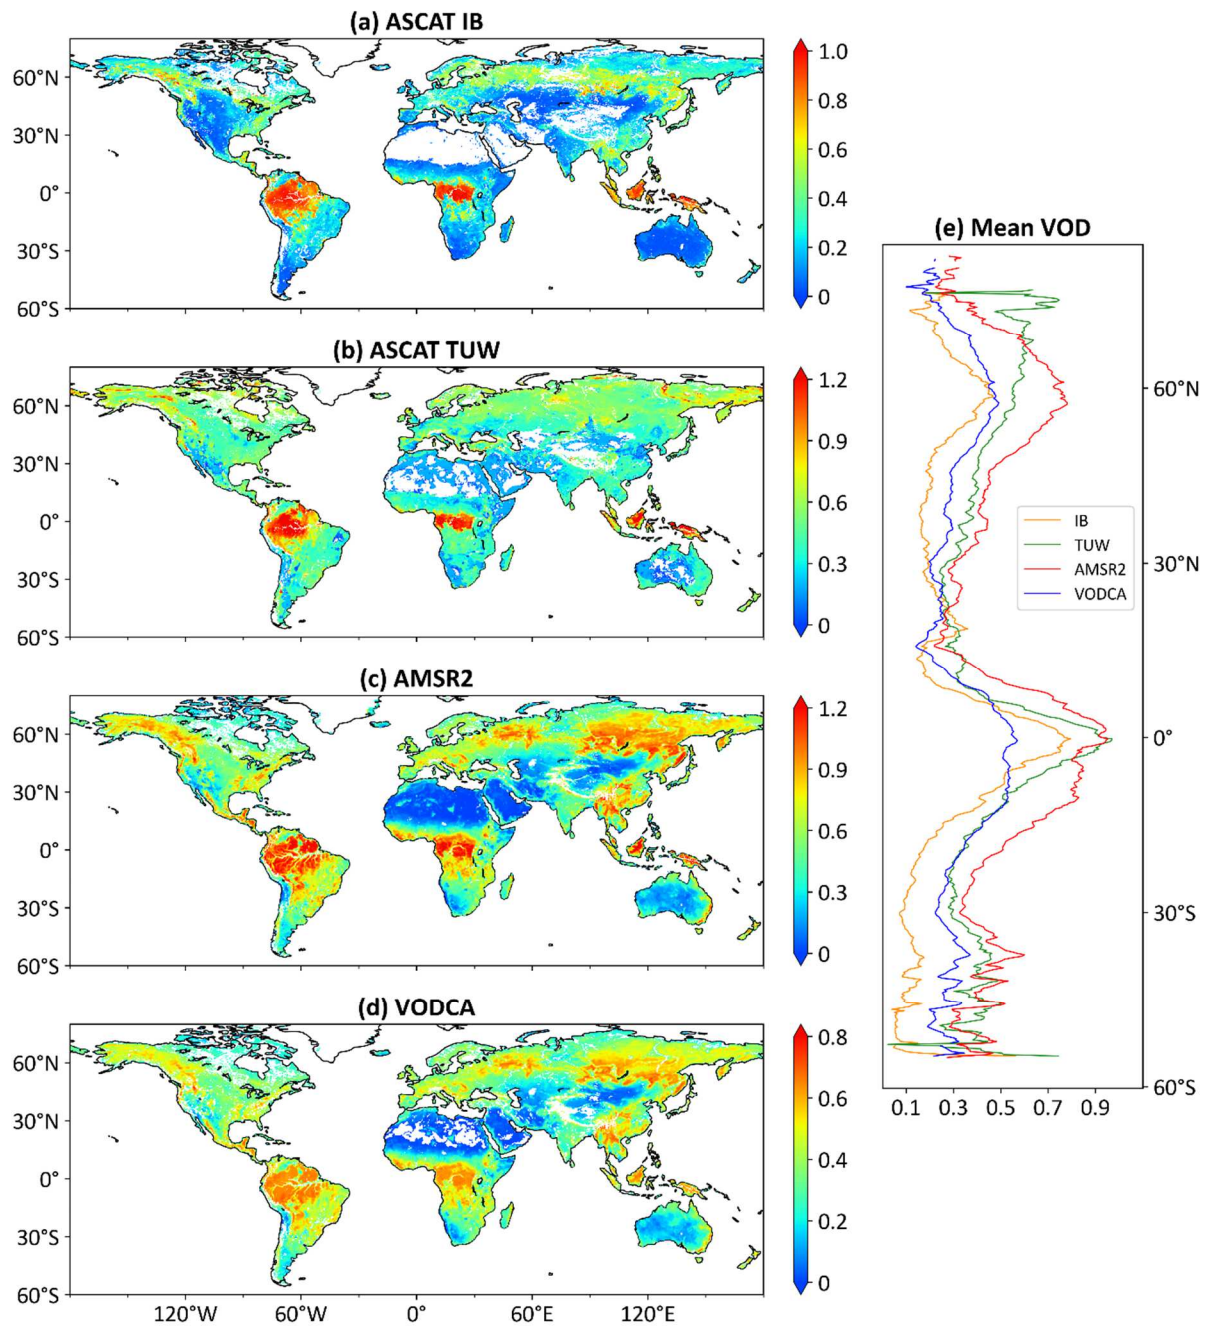 (a) ASCAT IB
60°N
30°N
0°
30°S
60°S
1.0
0.8
0.6
0.4
0.2
0
(b) ASCAT TUW
60°N
30°N
0°
30°S
60°S
1.2
0.9
0.6
0.3
0
(c) AMSR2
60°N
30°N
0°
30°S
60°S
1.2
0.9
0.6
0.3
0
(d) VODCA
60°N
30°N
0°
30°S
60°S
120°W 60°W 0° 60°E 120°E
0.8
0.6
0.4
0.2
0
(e) Mean VOD
60°N
30°N
0°
30°S
60°S
IB
TUW
AMSR2
VODCA
0.1 0.3 0.5 0.7 0.9